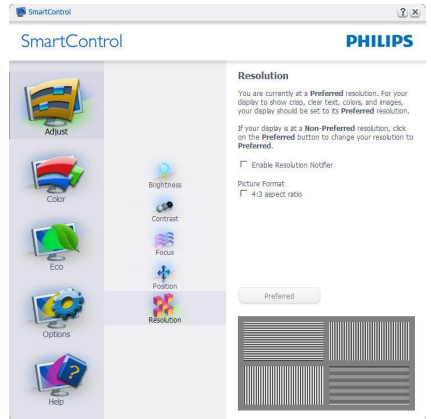 SmartControl
SmartControl
PHILIPS
Adjust
Color
Eco
Options
Help
Brightness
Contrast
Focus
Position
Resolution
Resolution
You are currently at a Preferred resolution. For your
display to show crisp, clear text, colors, and images,
your display should be set to its Preferred resolution.
If your display is at a Non-Preferred resolution, click
on the Preferred button to change your resolution to
Preferred.
Enable Resolution Notifier
Picture Format
4:3 aspect ratio
Preferred